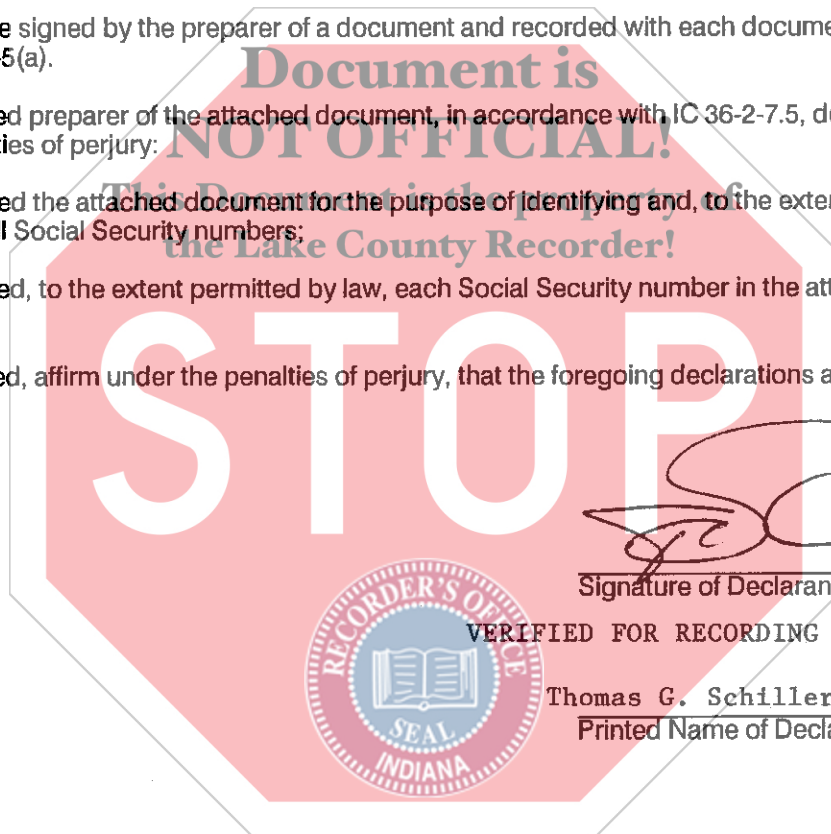 e signed by the preparer of a document and recorded with each docume
5(a).
Document is
ed preparer of the attached document, in accordance with IC 36-2-7.5, d
NOT OFFICIAL!
ies of perjury:
This Document is the property of
ed the attached document for the purpose of identifying and, to the exter
l Social Security numbers;
the Lake County Recorder!
ed, to the extent permitted by law, each Social Security number in the att
ed, affirm under the penalties of perjury, that the foregoing declarations a
STOP
Signature of Declaran
RECORDER'S OFFICE
VERIFIED FOR RECORDING
Thomas G. Schiller
SEAL
Printed Name of Decla
INDIANA